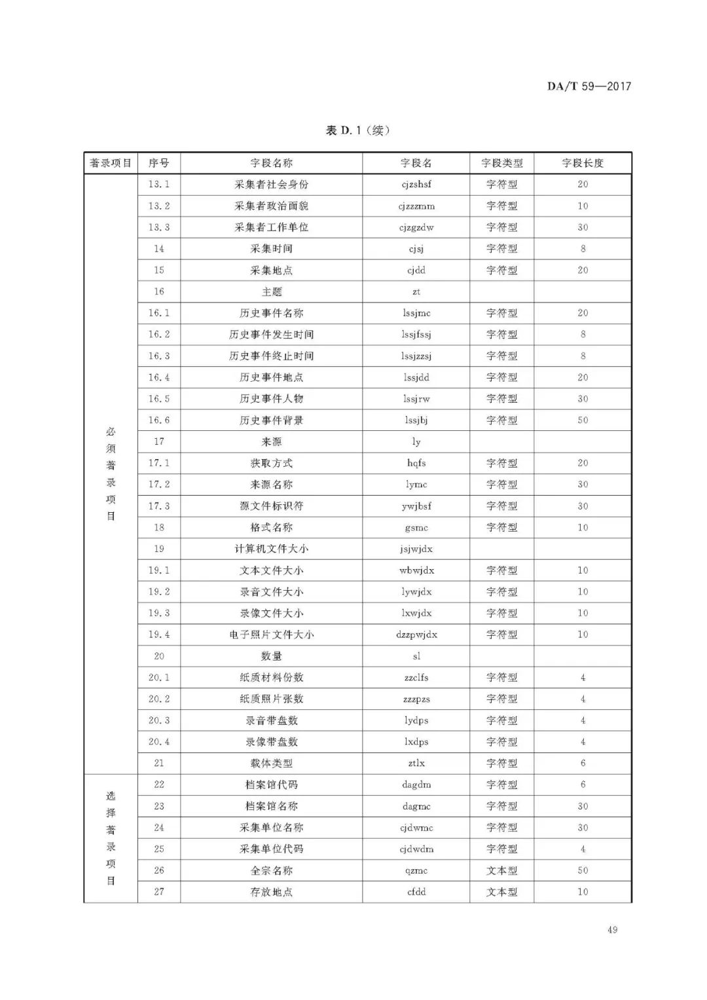 DA/T 59—2017
表 D.1（续）
著录项目 序号 字段名称 字段名 字段类型 字段长度
必须著录项目
13.1 采集者社会身份 cjzshsf 字符型 20
13.2 采集者政治面貌 cjzzzmm 字符型 10
13.3 采集者工作单位 cjzgzdw 字符型 30
14 采集时间 cjsj 字符型 8
15 采集地点 cjdd 字符型 20
16 主题 zt
16.1 历史事件名称 lssjmc 字符型 20
16.2 历史事件发生时间 lssjfssj 字符型 8
16.3 历史事件终止时间 lssjzzsj 字符型 8
16.4 历史事件地点 lssjdd 字符型 20
16.5 历史事件人物 lssjrw 字符型 30
16.6 历史事件背景 lssjbj 字符型 50
17 来源 ly
17.1 获取方式 hqfs 字符型 20
17.2 来源名称 lymc 字符型 30
17.3 源文件标识符 ywjbsf 字符型 30
18 格式名称 gsmc 字符型 10
19 计算机文件大小 jsjwjdx
19.1 文本文件大小 wbwjdx 字符型 10
19.2 录音文件大小 lywjdx 字符型 10
19.3 录像文件大小 lxwjdx 字符型 10
19.4 电子照片文件大小 dzzpwjdx 字符型 10
20 数量 sl
20.1 纸质材料份数 zzclfs 字符型 4
20.2 纸质照片张数 zzzpzs 字符型 4
20.3 录音带盘数 lydps 字符型 4
20.4 录像带盘数 lxdps 字符型 4
21 载体类型 ztlx 字符型 6
选择著录项目
22 档案馆代码 dagdm 字符型 6
23 档案馆名称 dagmc 字符型 30
24 采集单位名称 cjdwmc 字符型 30
25 采集单位代码 cjdwdm 字符型 4
26 全宗名称 qzmc 文本型 50
27 存放地点 cfdd 文本型 10
49